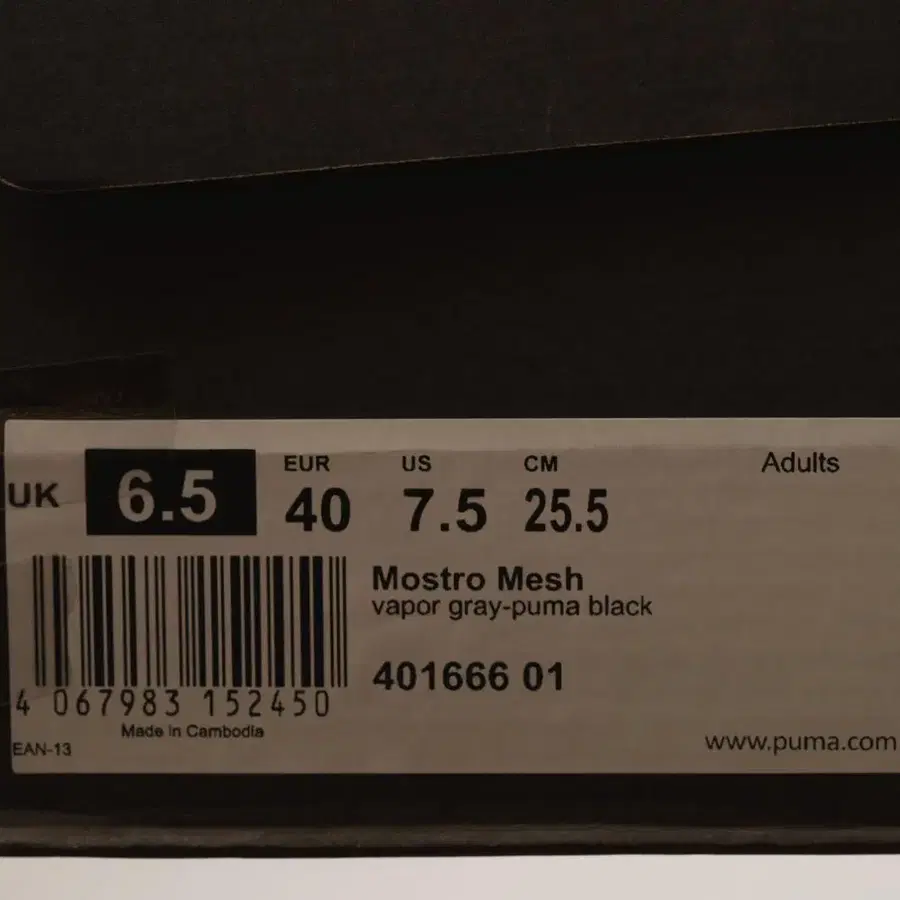 EUR US CM Adults
UK 6.5 40 7.5 25.5
Mostro Mesh
vapor gray-puma black
401666 01
4 067983 152450
Made in Cambodia
EAN-13
www.puma.com